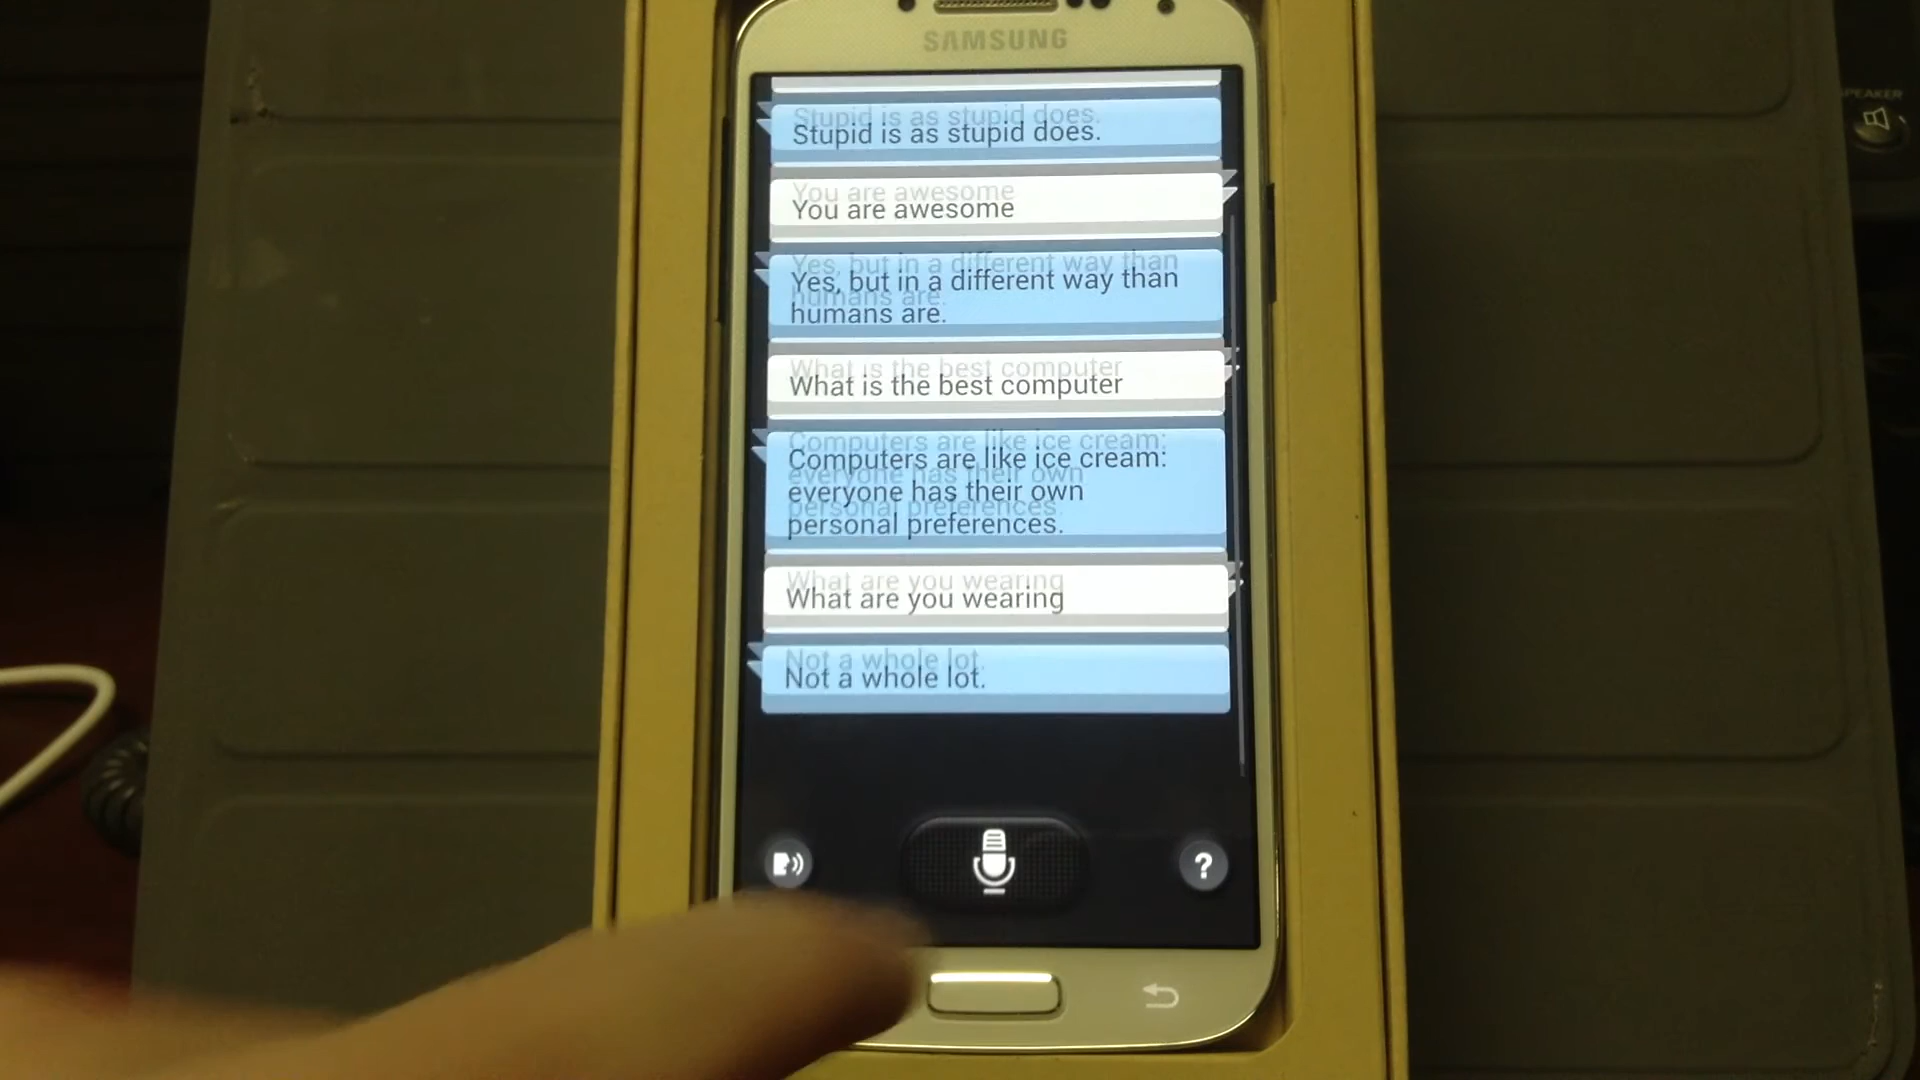 SAMSUNG
Stupid is as stupid does.
You are awesome
Yes, but in a different way than
humans are.
What is the best computer
Computers are like ice cream:
everyone has their own
personal preferences.
What are you wearing
Not a whole lot.
?
SPEAKER